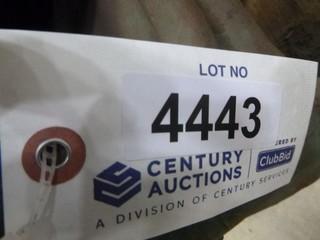 LOT NO
4443
CENTURY
AUCTIONS
ClubBid
A DIVISION OF CENTURY SERVICES